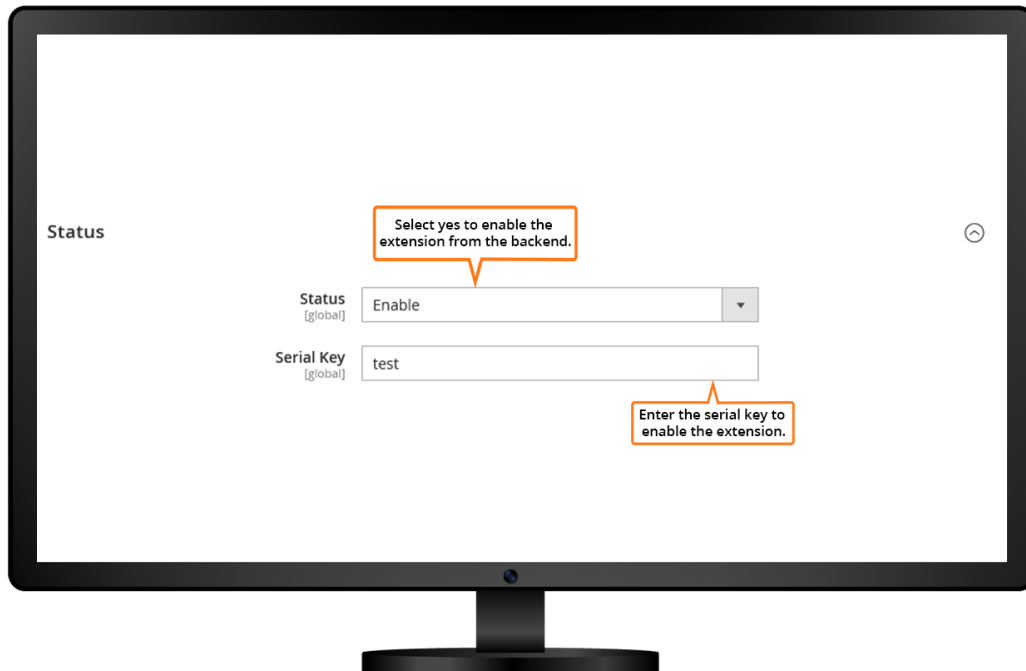 Select yes to enable the
extension from the backend.
Status
Status
[global]
Enable
Serial Key
[global]
test
Enter the serial key to
enable the extension.